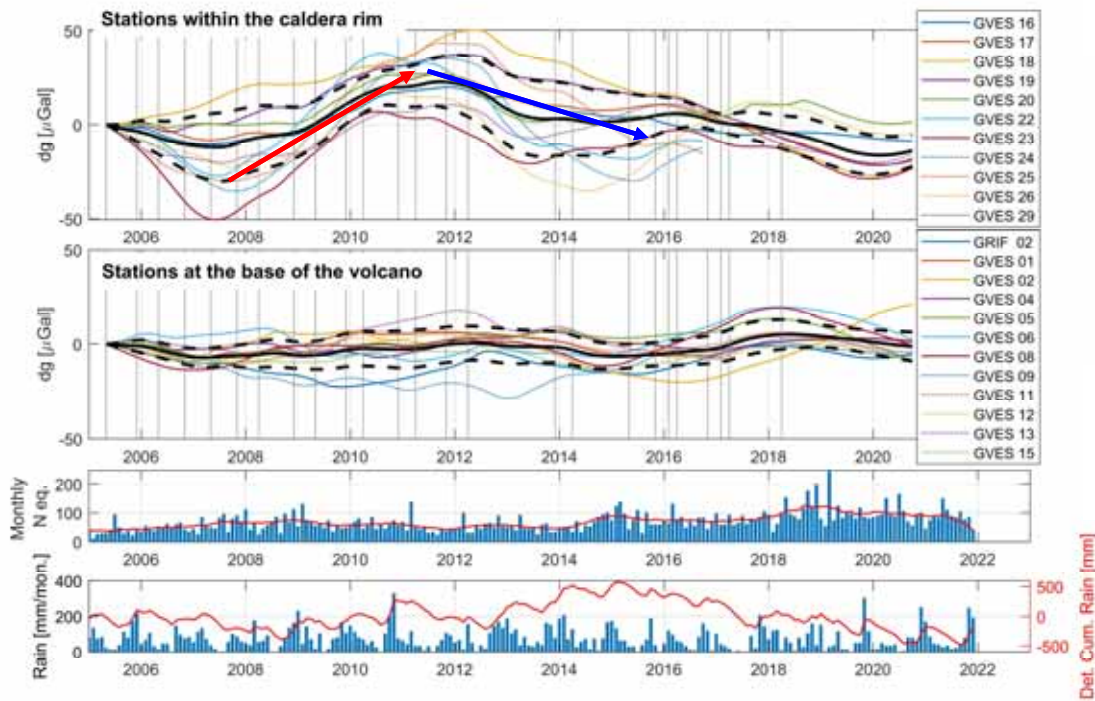 Stations within the caldera rim
dg [μGal]
50
0
-50
2006 2008 2010 2012 2014 2016 2018 2020
GVES 16
GVES 17
GVES 18
GVES 19
GVES 20
GVES 22
GVES 23
GVES 24
GVES 25
GVES 26
GVES 29
Stations at the base of the volcano
dg [μGal]
50
0
-50
2006 2008 2010 2012 2014 2016 2018 2020
GRIF 02
GVES 01
GVES 02
GVES 04
GVES 05
GVES 06
GVES 08
GVES 09
GVES 11
GVES 12
GVES 13
GVES 15
Monthly
N eq.
200
100
0
2006 2008 2010 2012 2014 2016 2018 2020 2022
Rain [mm/mon.]
400
200
0
2006 2008 2010 2012 2014 2016 2018 2020 2022
500
0
-500
Det. Cum. Rain [mm]